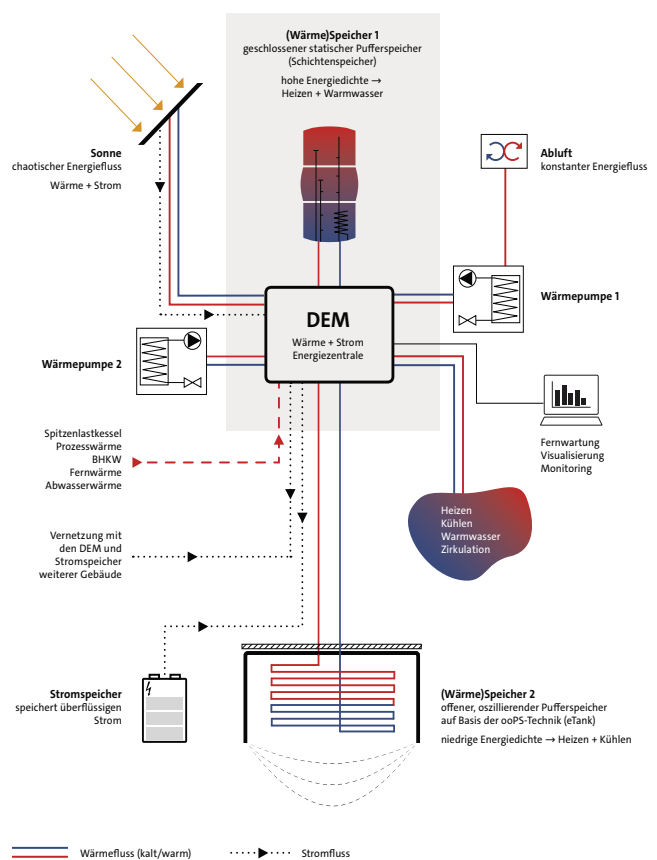 (Wärme)Speicher 1
geschlossener statischer Pufferspeicher
(Schichtenspeicher)
hohe Energiedichte →
Heizen + Warmwasser
Sonne
chaotischer Energiefluss
Wärme + Strom
Abluft
konstanter Energiefluss
DEM
Wärme + Strom
Energiezentrale
Wärmepumpe 1
Wärmepumpe 2
Spitzenlastkessel
Prozesswärme
BHKW
Fernwärme
Abwasserwärme
Fernwartung
Visualisierung
Monitoring
Heizen
Kühlen
Warmwasser
Zirkulation
Vernetzung mit
den DEM und
Stromspeicher
weiterer Gebäude
Stromspeicher
speichert überflüssigen
Strom
(Wärme)Speicher 2
offener, oszillierender Pufferspeicher
auf Basis der ooPS-Technik (eTank)
niedrige Energiedichte → Heizen + Kühlen
Wärmefluss (kalt/warm)
Stromfluss